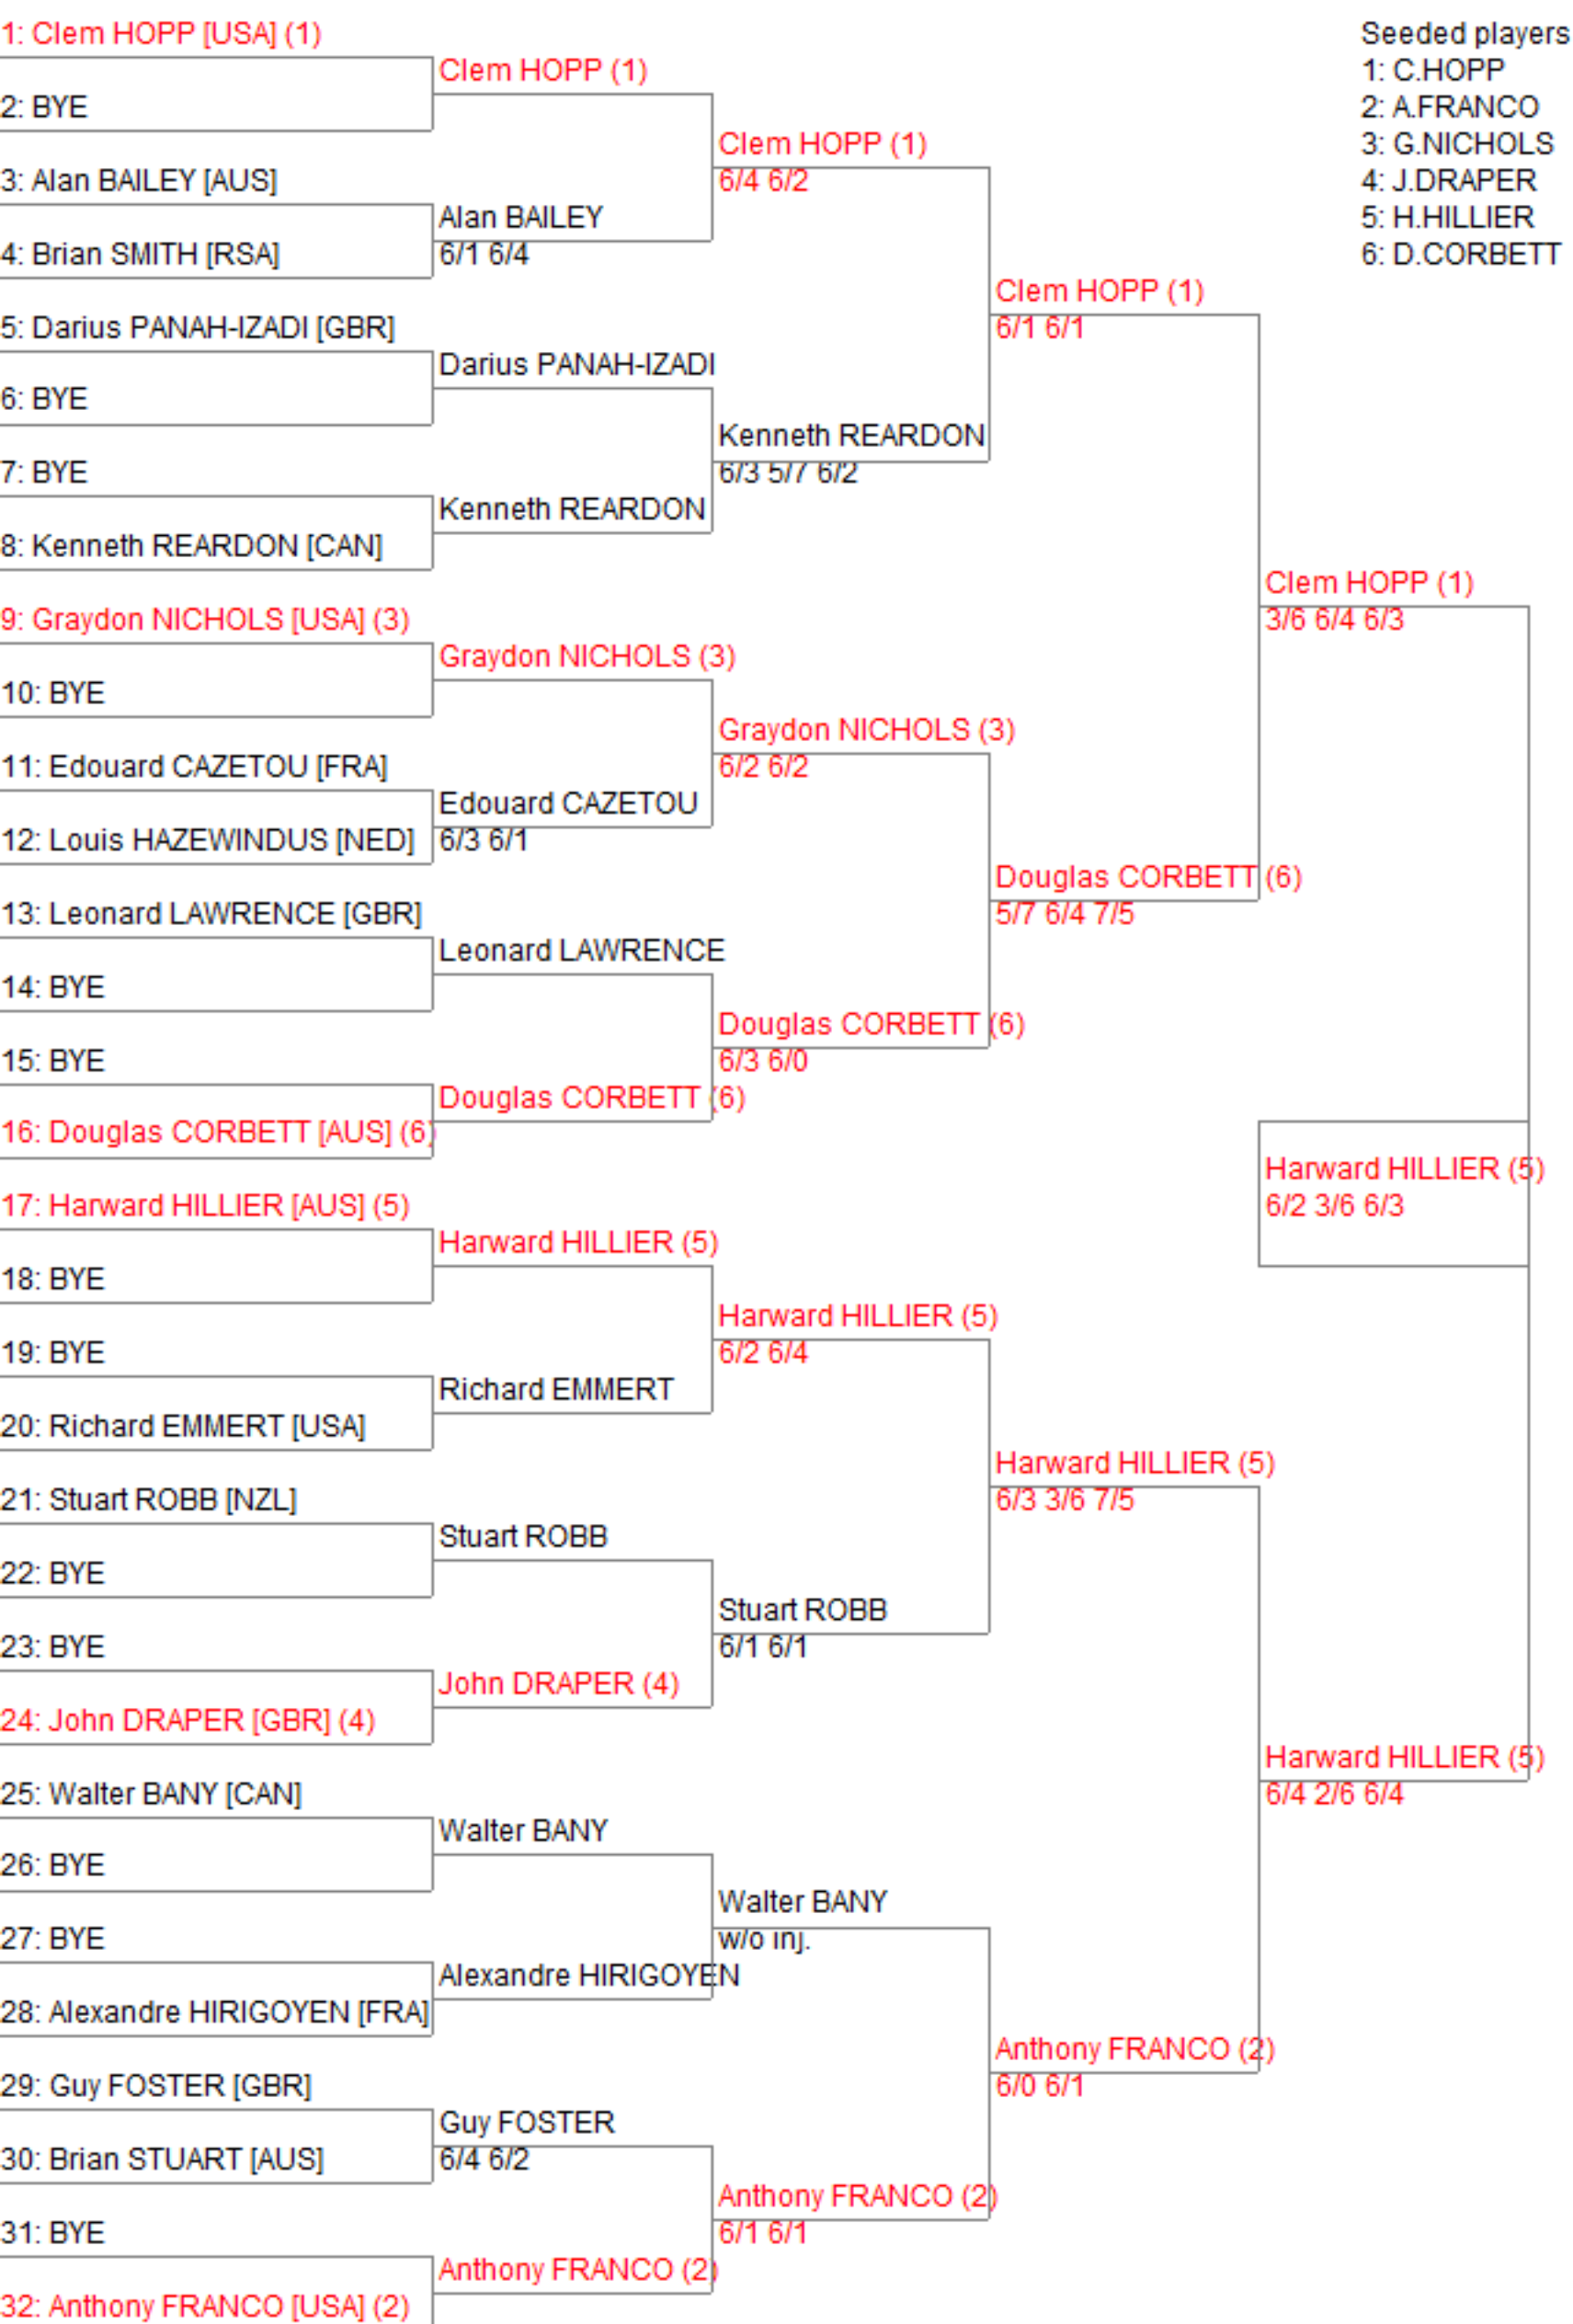 1: Clem HOPP [USA] (1)
2: BYE
3: Alan BAILEY [AUS]
4: Brian SMITH [RSA]
5: Darius PANAH-IZADI [GBR]
6: BYE
7: BYE
8: Kenneth REARDON [CAN]
9: Graydon NICHOLS [USA] (3)
10: BYE
11: Edouard CAZETOU [FRA]
12: Louis HAZEWINDUS [NED]
13: Leonard LAWRENCE [GBR]
14: BYE
15: BYE
16: Douglas CORBETT [AUS] (6)
17: Harward HILLIER [AUS] (5)
18: BYE
19: BYE
20: Richard EMMERT [USA]
21: Stuart ROBB [NZL]
22: BYE
23: BYE
24: John DRAPER [GBR] (4)
25: Walter BANY [CAN]
26: BYE
27: BYE
28: Alexandre HIRIGOYEN [FRA]
29: Guy FOSTER [GBR]
30: Brian STUART [AUS]
31: BYE
32: Anthony FRANCO [USA] (2)
Clem HOPP (1)
Alan BAILEY
6/1 6/4
Darius PANAH-IZADI
Kenneth REARDON
Graydon NICHOLS (3)
Edouard CAZETOU
6/3 6/1
Leonard LAWRENCE
Douglas CORBETT (6)
Harward HILLIER (5)
Richard EMMERT
Stuart ROBB
John DRAPER (4)
Walter BANY
Alexandre HIRIGOYEN
Guy FOSTER
6/4 6/2
Anthony FRANCO (2)
Clem HOPP (1)
6/4 6/2
Kenneth REARDON
6/3 5/7 6/2
Graydon NICHOLS (3)
6/2 6/2
Douglas CORBETT (6)
6/3 6/0
Harward HILLIER (5)
6/2 6/4
Stuart ROBB
6/1 6/1
Walter BANY
w/o inj.
Anthony FRANCO (2)
6/1 6/1
Clem HOPP (1)
6/1 6/1
Douglas CORBETT (6)
5/7 6/4 7/5
Harward HILLIER (5)
6/3 3/6 7/5
Anthony FRANCO (2)
6/0 6/1
Clem HOPP (1)
3/6 6/4 6/3
Harward HILLIER (5)
6/2 3/6 6/3
Harward HILLIER (5)
6/4 2/6 6/4
Seeded players
1: C.HOPP
2: A.FRANCO
3: G.NICHOLS
4: J.DRAPER
5: H.HILLIER
6: D.CORBETT